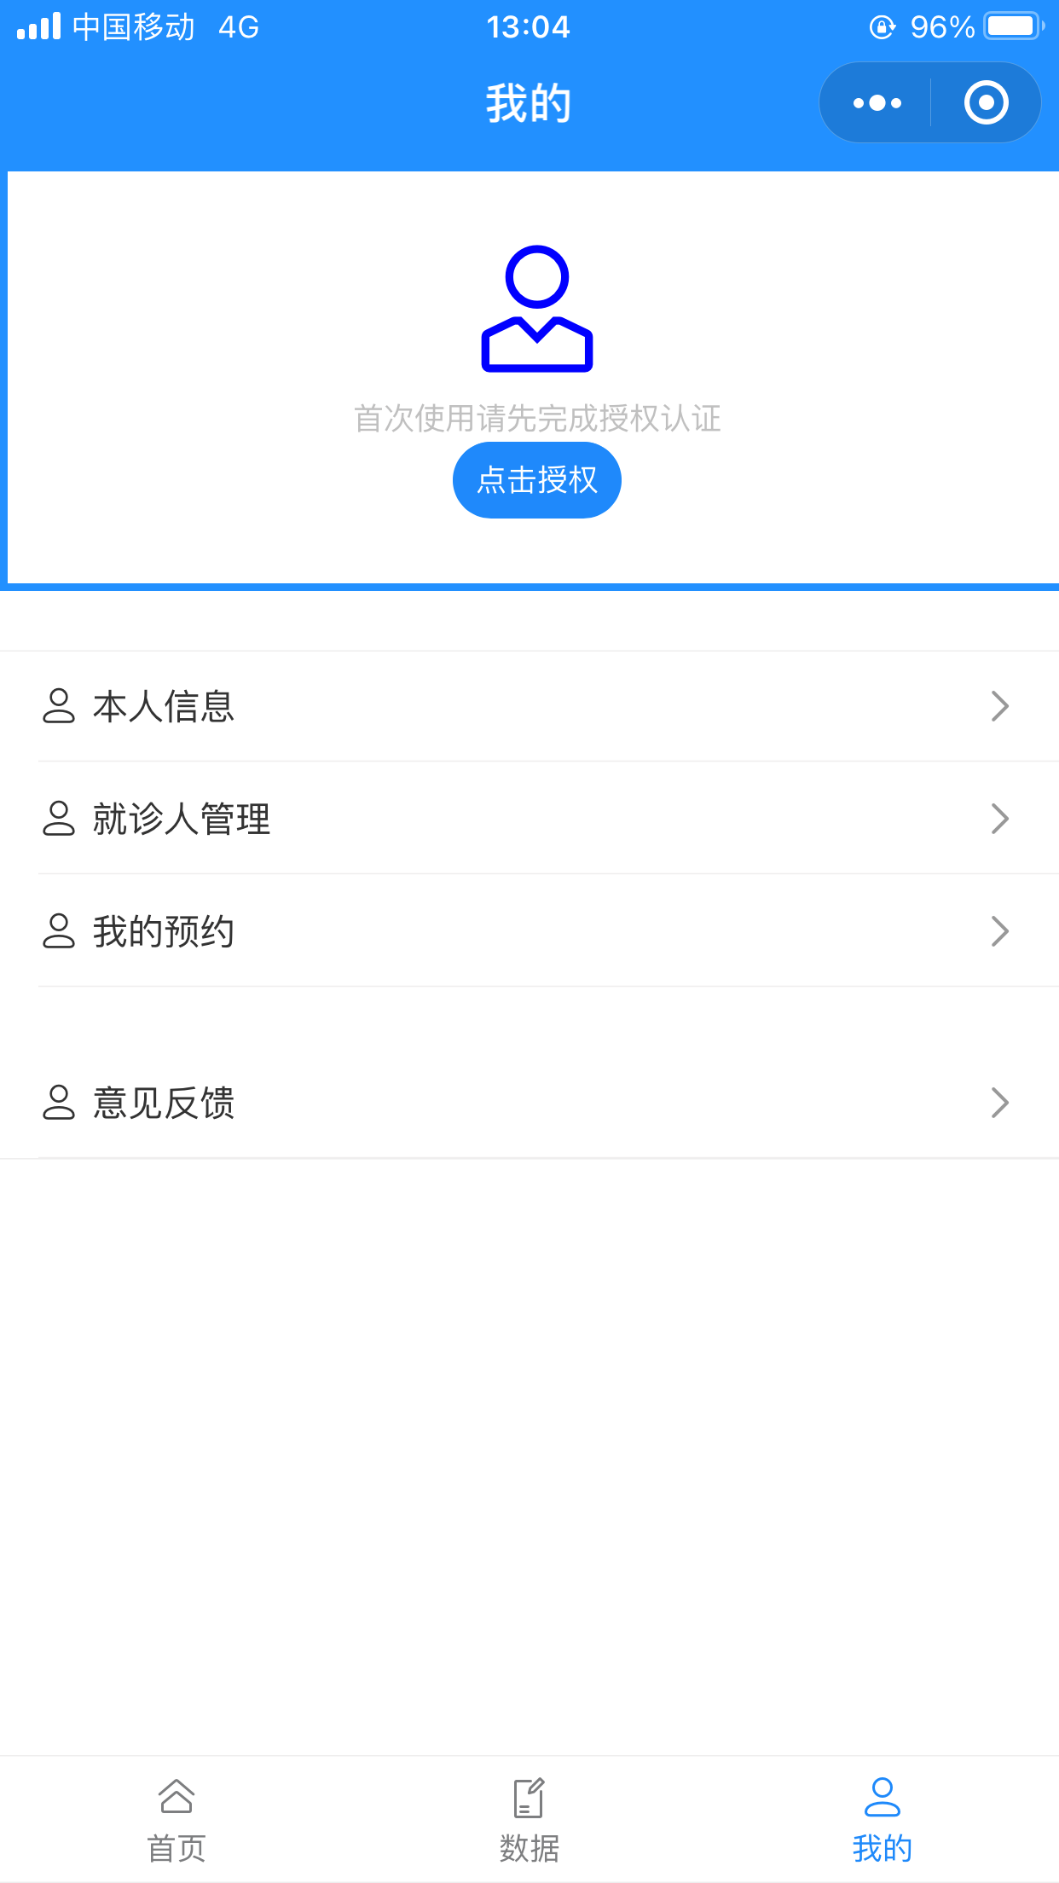 中国移动 4G 13:04 96%
我的
首次使用请先完成授权认证
点击授权
本人信息
就诊人管理
我的预约
意见反馈
首页 数据 我的